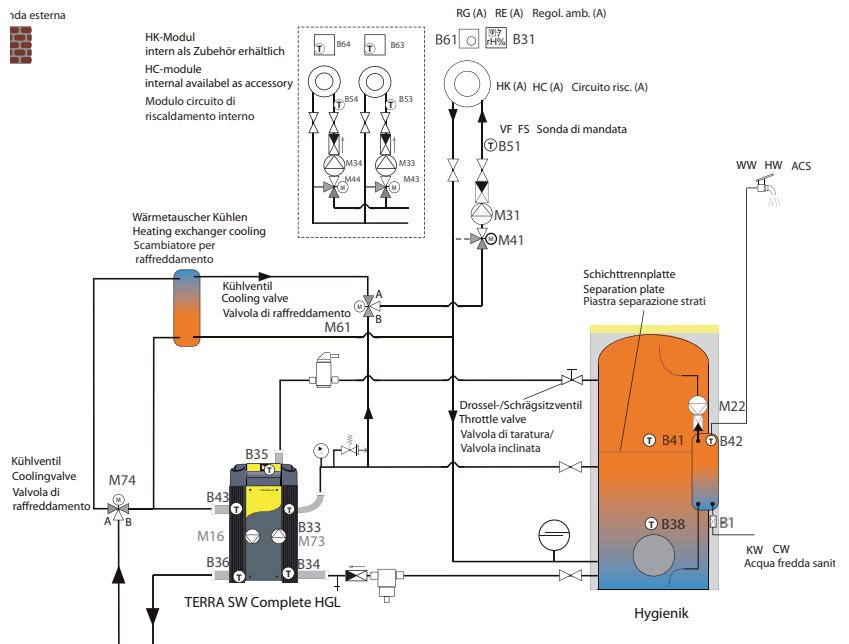 nda esterna
RG (A) RE (A) Regol. amb. (A)
B61
rH%
B31
HK-Modul
intern als Zubehör erhältlich
HC-module
internal availabel as accessory
Modulo circuito di
riscaldamento interno
T
B64
T
B63
T
B54
T
B53
M34
M33
M44
M
M43
M
HK (A) HC (A) Circuito risc. (A)
VF FS Sonda di mandata
T
B51
M31
M
M41
WW HW ACS
Wärmetauscher Kühlen
Heating exchanger cooling
Scambiatore per
raffreddamento
Kühlventil
Cooling valve
Valvola di raffreddamento
M
A
B
M61
Schichttrennplatte
Separation plate
Piastra separazione strati
Drossel-/Schrägsitzventil
Throttle valve
Valvola di taratura/
Valvola inclinata
M22
T
B41
T
B42
Kühlventil
Coolingvalve
Valvola di
raffreddamento
M74
M
A
B
B35
T
B43
T
T
B33
M16
M73
B36
T
T
B34
T
B38
B1
KW CW
Acqua fredda sanit
TERRA SW Complete HGL
Hygienik